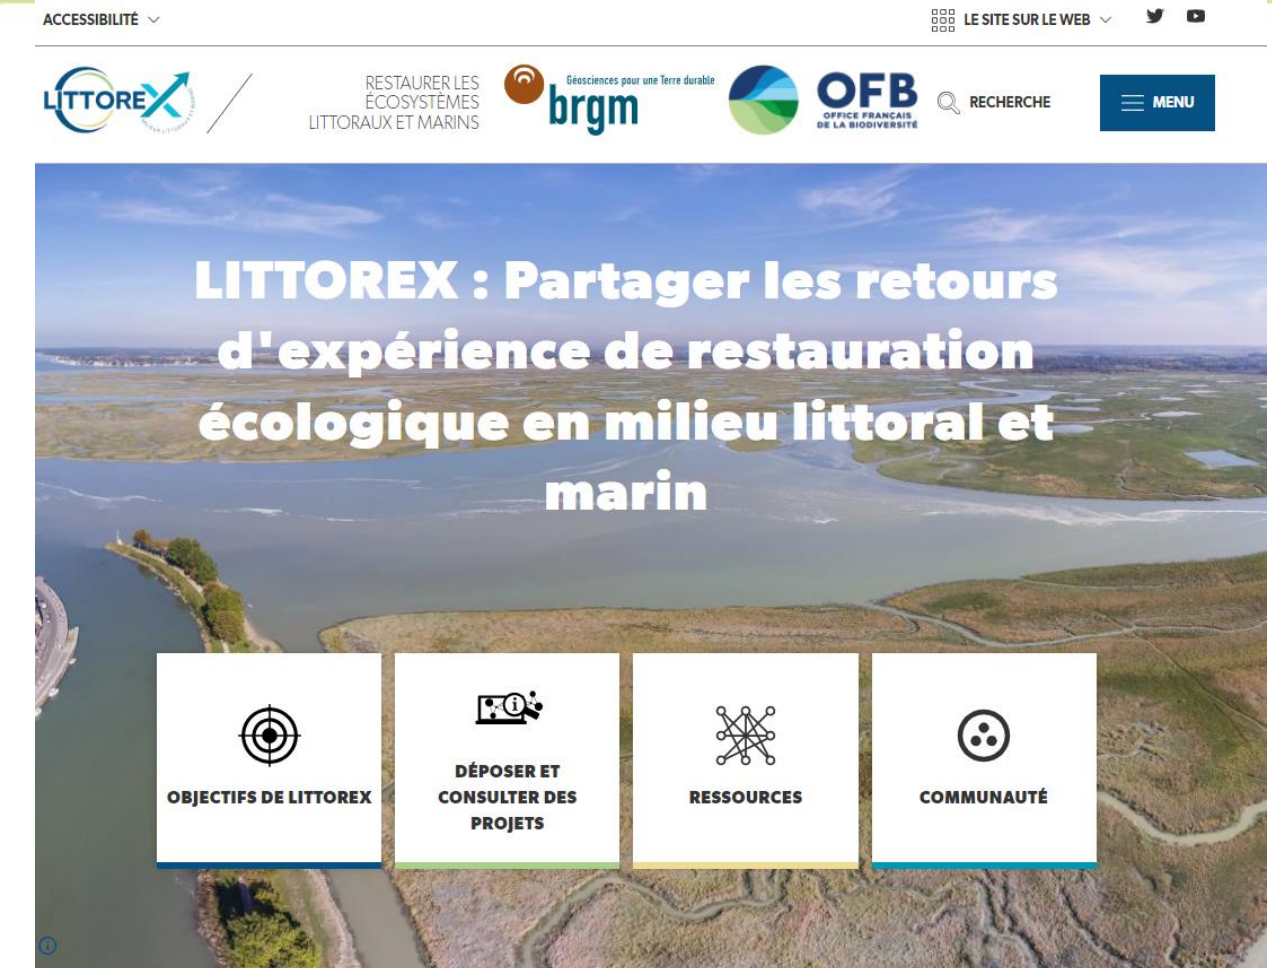 ACCESSIBILITÉ
LE SITE SUR LE WEB
LITTOREX
RESTAURER LES
ÉCOSYSTÈMES
LITTORAUX ET MARINS
Géosciences pour une Terre durable
brgm
OFB
OFFICE FRANÇAIS
DE LA BIODIVERSITÉ
RECHERCHE
MENU
LITTOREX : Partager les retours
d'expérience de restauration
écologique en milieu littoral et
marin
OBJECTIFS DE LITTOREX
DÉPOSER ET
CONSULTER DES
PROJETS
RESSOURCES
COMMUNAUTÉ